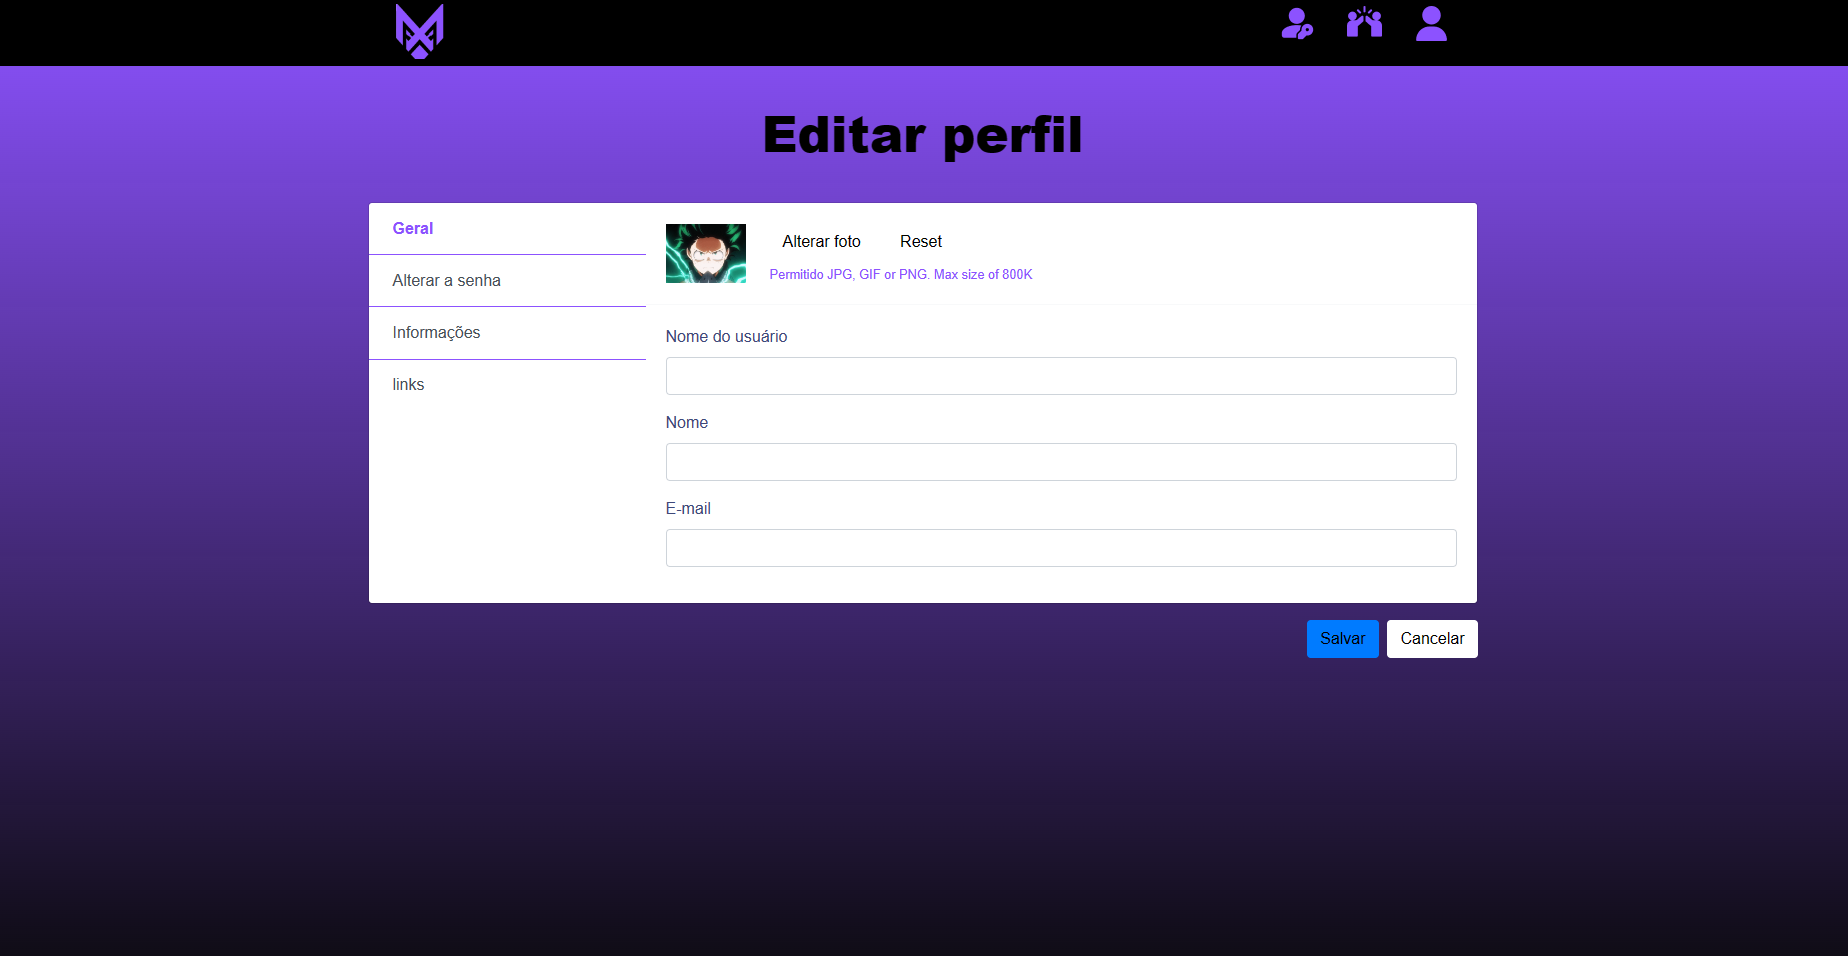 Editar perfil
Geral
Alterar a senha
Informações
links
Alterar foto Reset
Permitido JPG, GIF or PNG. Max size of 800K
Nome do usuário
Nome
E-mail
Salvar Cancelar